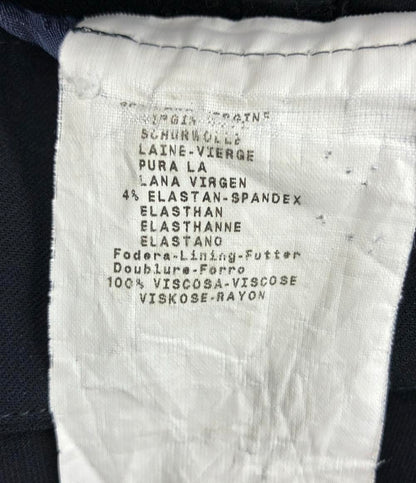 VIRGIN
SCHURWOLLE
LAINE-VIERGE
PURA LA
LANA VIRGEN
4% ELASTAN-SPANDEX
ELASTHAN
ELASTHANNE
ELASTANO
Fodera-Lining-Futter
Doublure-Forro
100% VISCOSA-VISCOSE
VISKOSE-RAYON